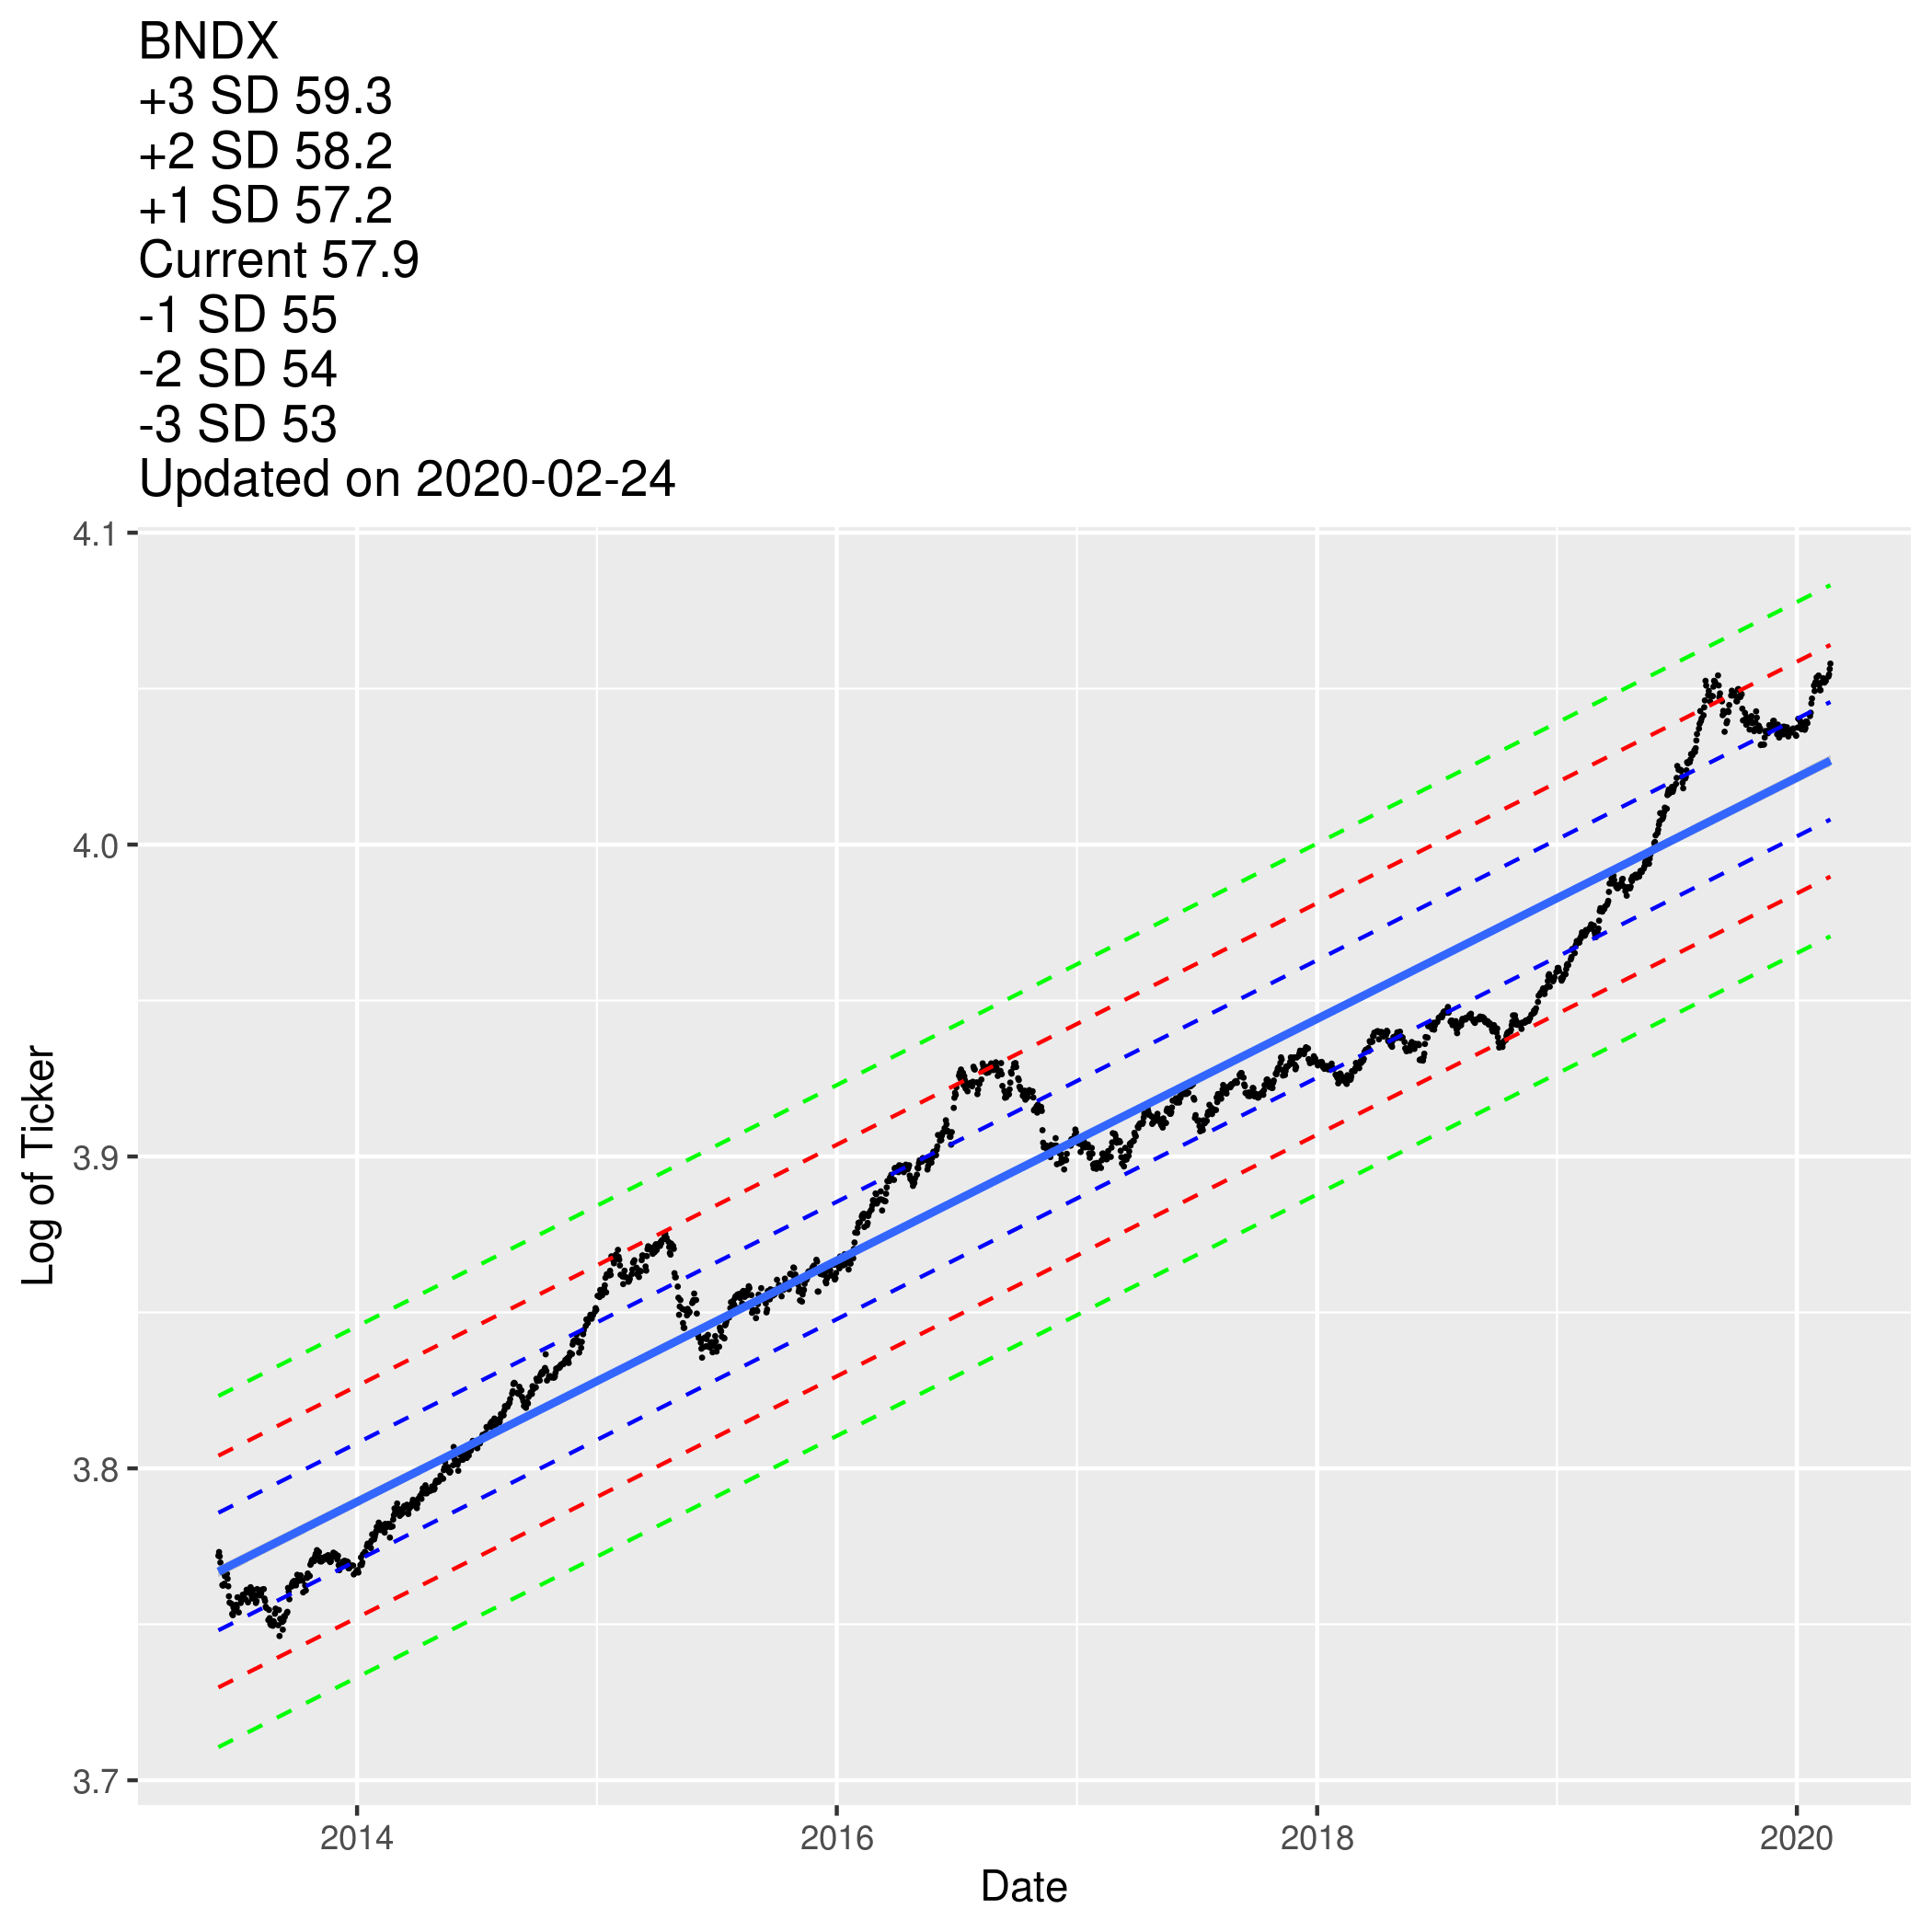 BNDX
+3 SD 59.3
+2 SD 58.2
+1 SD 57.2
Current 57.9
-1 SD 55
-2 SD 54
-3 SD 53
Updated on 2020-02-24
4.1
4.0
3.9
3.8
3.7
Log of Ticker
2014 2016 2018 2020
Date